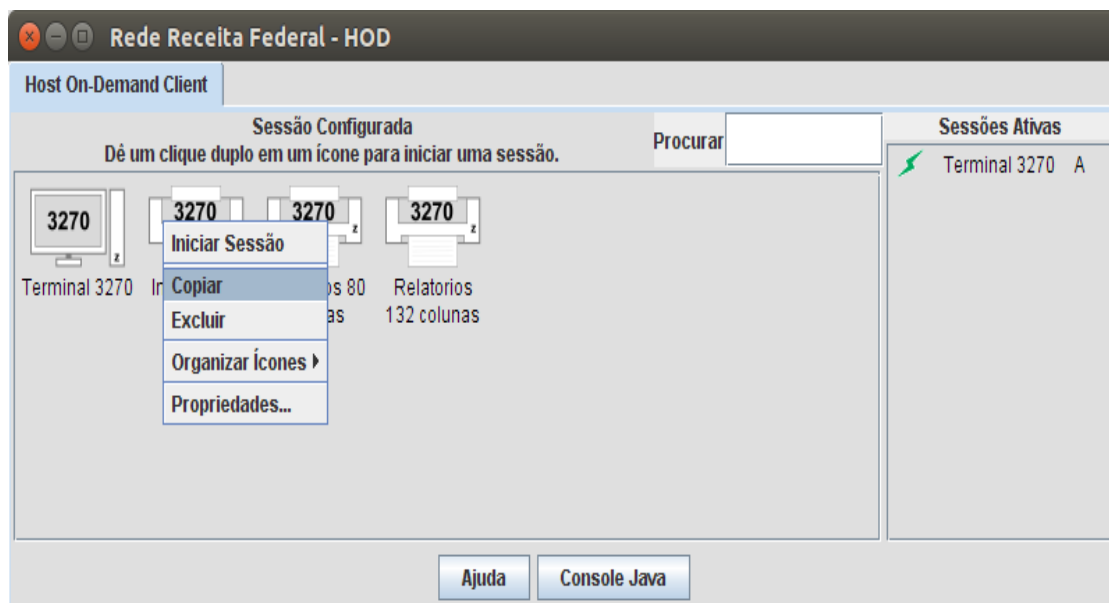 Rede Receita Federal - HOD
Host On-Demand Client
Sessão Configurada
Dê um clique duplo em um ícone para iniciar uma sessão.
Procurar
Sessões Ativas
Terminal 3270 A
3270
3270
3270
3270
z
z
z
Terminal 3270
Relatorios
132 colunas
s 80
as
Iniciar Sessão
Copiar
Excluir
Organizar Ícones
Propriedades...
Ajuda
Console Java